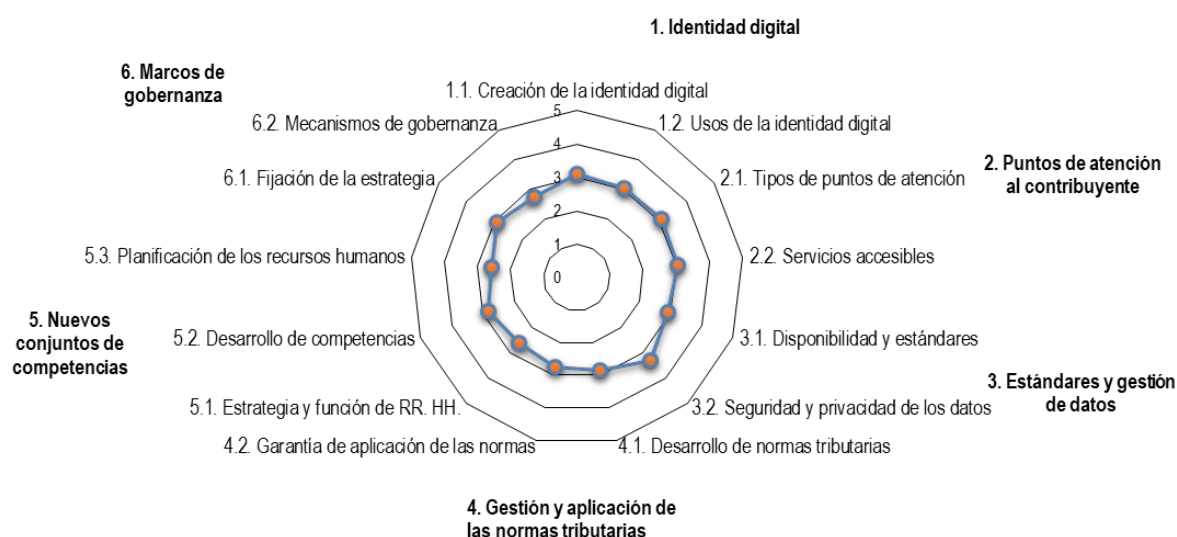 1. Identidad digital
6. Marcos de
gobernanza
1.1. Creación de la identidad digital
5
6.2. Mecanismos de gobernanza
1.2. Usos de la identidad digital
4
6.1. Fijación de la estrategia
3
2.1. Tipos de puntos de atención
2. Puntos de atención
al contribuyente
2
1
5.3. Planificación de los recursos humanos
2.2. Servicios accesibles
0
5. Nuevos
conjuntos de
competencias
5.2. Desarrollo de competencias
3.1. Disponibilidad y estándares
3. Estándares y gestión
de datos
5.1. Estrategia y función de RR. HH.
3.2. Seguridad y privacidad de los datos
4.2. Garantía de aplicación de las normas
4.1. Desarrollo de normas tributarias
4. Gestión y aplicación de
las normas tributarias